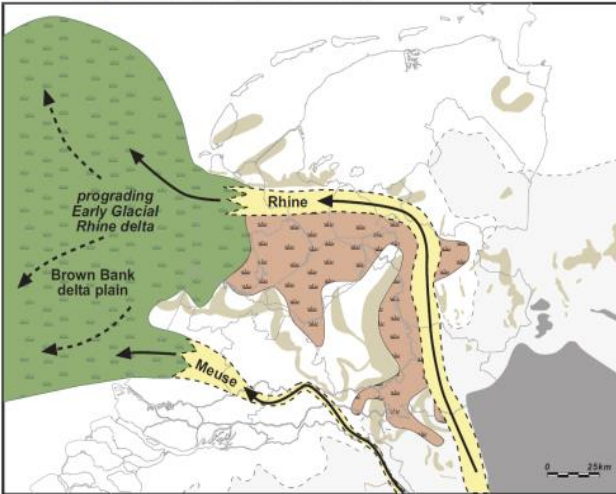 Rhine
prograding
Early Glacial
Rhine delta
Brown Bank
delta plain
Meuse
0 25km